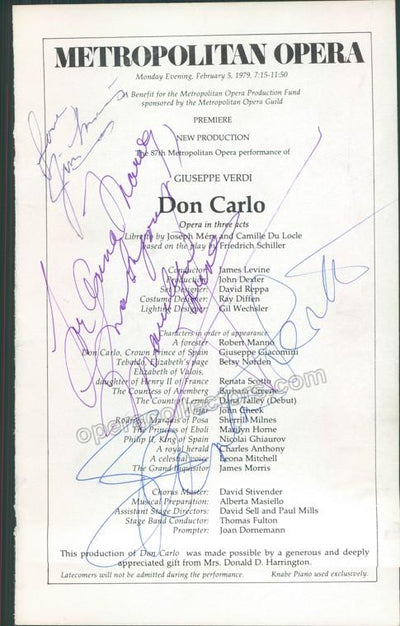 METROPOLITAN OPERA
Monday Evening, February 5, 1979, 7:15-11:50
A Benefit for the Metropolitan Opera Production Fund
sponsored by the Metropolitan Opera Guild
PREMIERE
NEW PRODUCTION
The 87th Metropolitan Opera performance of
GIUSEPPE VERDI
Don Carlo
Opera in three acts
Libretto by Joseph Méry and Camille Du Locle
based on the play by Friedrich Schiller
Conductor: James Levine
Production: John Dexter
Set Designer: David Reppa
Costume Designer: Ray Diffen
Lighting Designer: Gil Wechsler
Characters in order of appearance:
A forester Robert Manno
Don Carlo, Crown Prince of Spain Giuseppe Giacomini
Tebaldo, Elizabeth's page Betsy Norden
Elizabeth of Valois,
daughter of Henry II of France Renata Scotto
The Countess of Aremberg Barbara Greene
The Count of Lerma Dana Talley (Debut)
A friar John Cheek
Rodrigo, Marquis of Posa Sherrill Milnes
The Princess of Eboli Marilyn Horne
Philip II, King of Spain Nicolai Ghiaurov
A royal herald Charles Anthony
A celestial voice Leona Mitchell
The Grand Inquisitor James Morris
Chorus Master: David Stivender
Musical Preparation: Alberta Masiello
Assistant Stage Directors: David Sell and Paul Mills
Stage Band Conductor: Thomas Fulton
Prompter: Joan Dornemann
This production of Don Carlo was made possible by a generous and deeply
appreciated gift from Mrs. Donald D. Harrington.
Latecomers will not be admitted during the performance. Knabe Piano used exclusively.